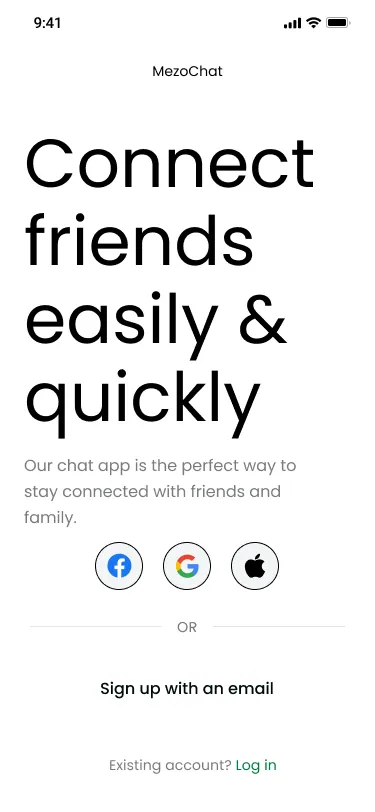 9:41
MezoChat
Connect
friends
easily &
quickly
Our chat app is the perfect way to
stay connected with friends and
family.
OR
Sign up with an email
Existing account? Log in